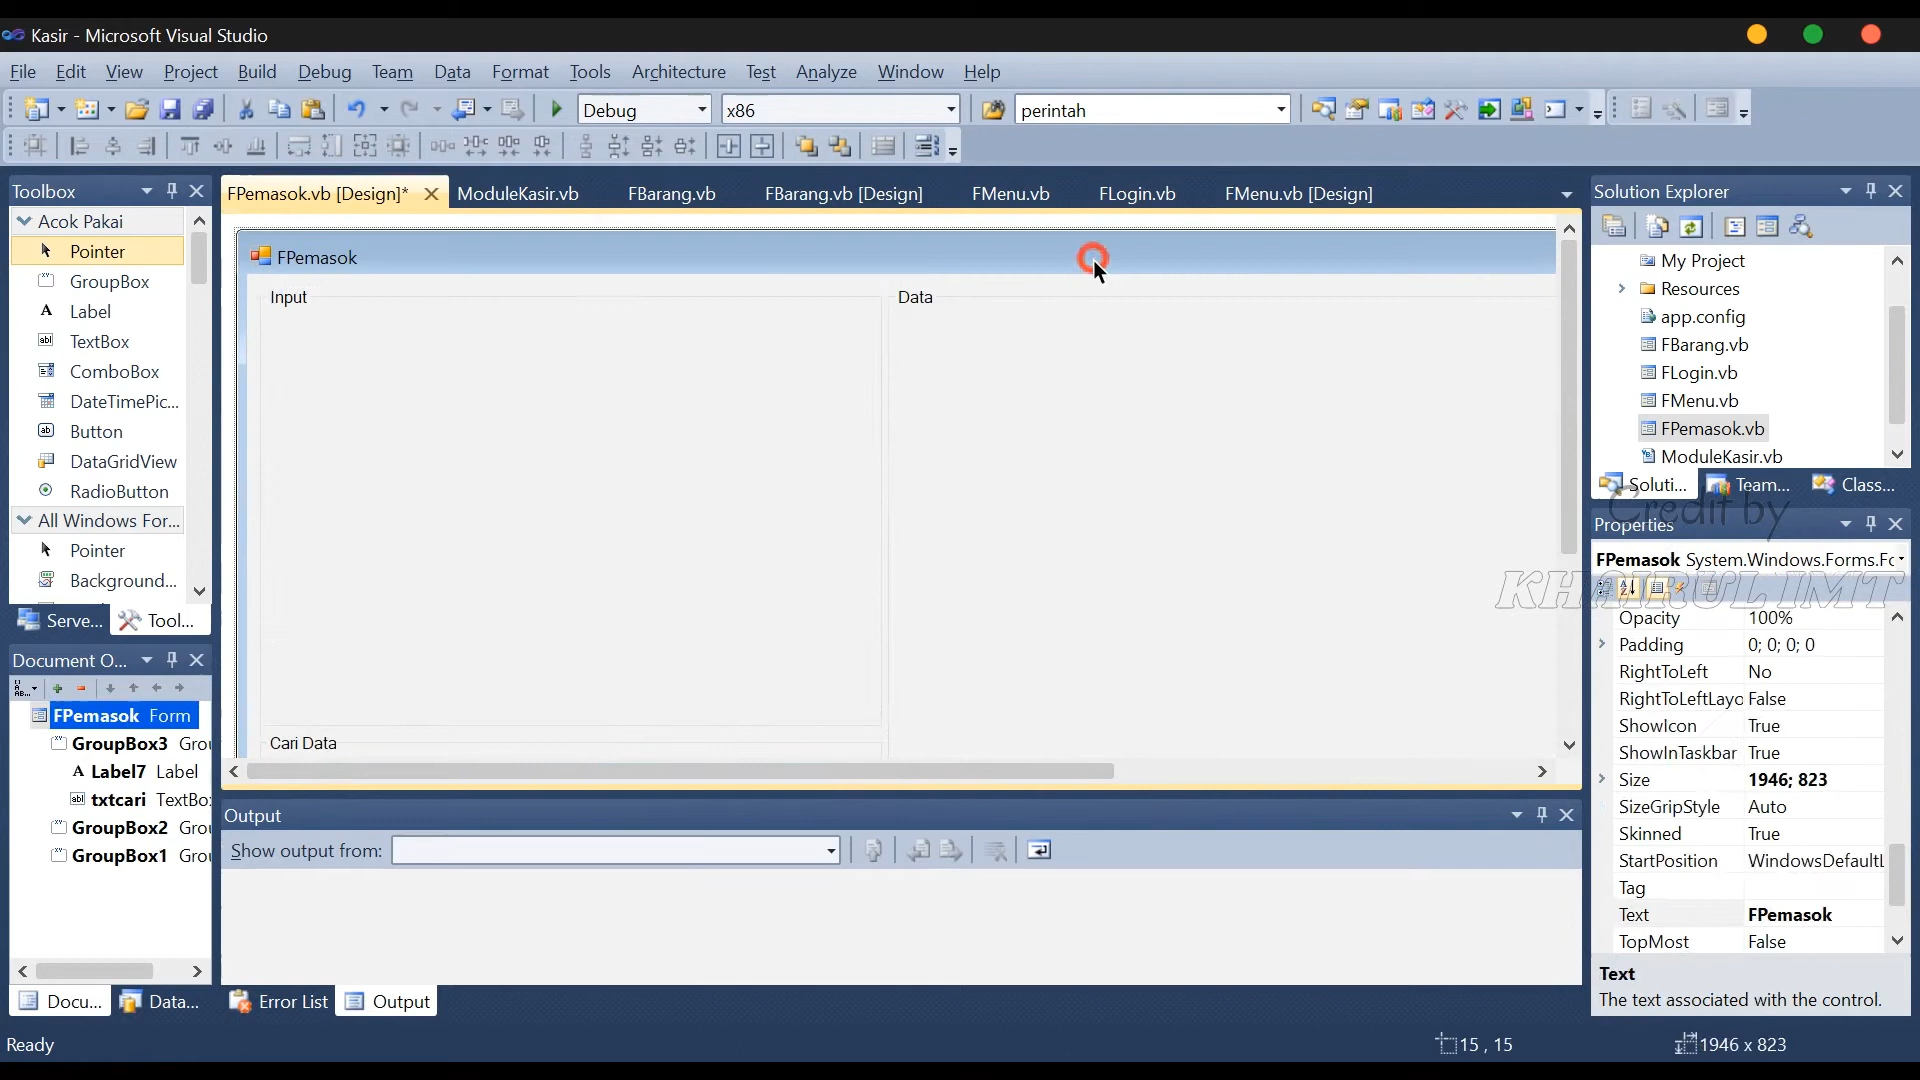 Kasir - Microsoft Visual Studio
File Edit View Project Build Debug Team Data Format Tools Architecture Test Analyze Window Help
Debug x86 perintah
Toolbox
Acok Pakai
Pointer
GroupBox
Label
TextBox
ComboBox
DateTimePic...
Button
DataGridView
RadioButton
All Windows For...
Pointer
Background...
Serve... Tool...
Document O...
FPemasok Form
GroupBox3 Grou
Label7 Label
txtcari TextBo
GroupBox2 Grou
GroupBox1 Grou
Docu... Data...
FPemasok.vb [Design]* ModuleKasir.vb FBarang.vb FBarang.vb [Design] FMenu.vb FLogin.vb FMenu.vb [Design]
FPemasok
Input Data
Cari Data
Output
Show output from:
Error List Output
Solution Explorer
My Project
Resources
app.config
FBarang.vb
FLogin.vb
FMenu.vb
FPemasok.vb
ModuleKasir.vb
Soluti... Team... Class...
Credit by
KHAIRULIMT
Properties
FPemasok System.Windows.Forms.Fo
Opacity 100%
Padding 0; 0; 0; 0
RightToLeft No
RightToLeftLayo False
ShowIcon True
ShowInTaskbar True
Size 1946; 823
SizeGripStyle Auto
Skinned True
StartPosition WindowsDefaultL
Tag
Text FPemasok
TopMost False
Text
The text associated with the control.
Ready 15 , 15 1946 x 823